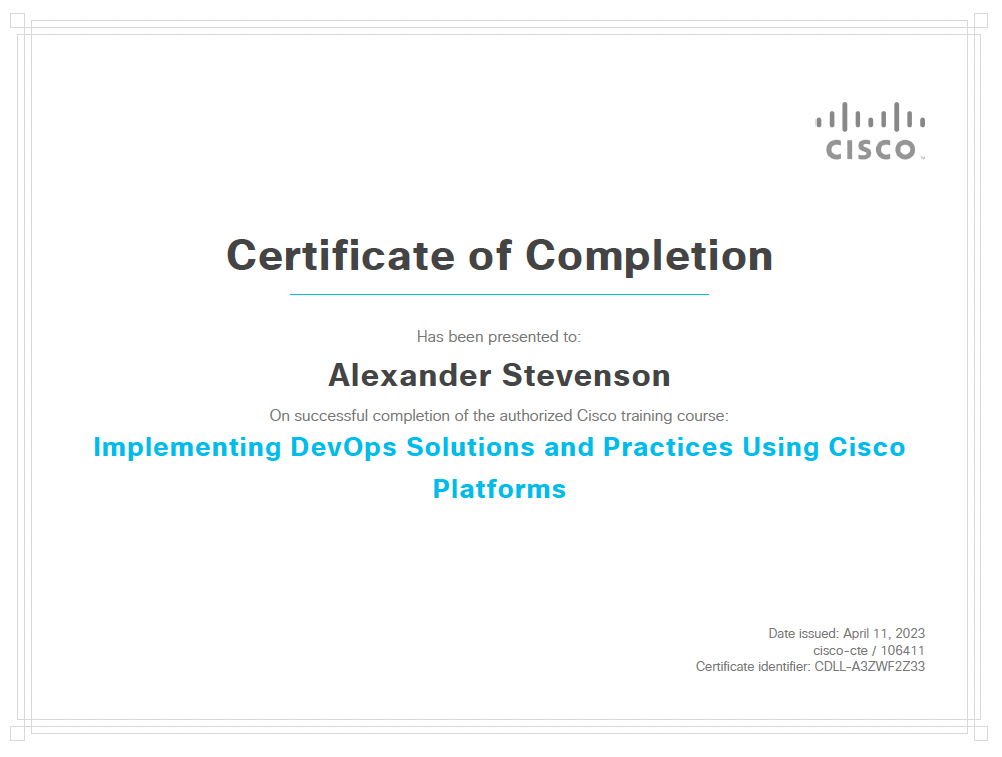 CISCO
Certificate of Completion
Has been presented to:
Alexander Stevenson
On successful completion of the authorized Cisco training course:
Implementing DevOps Solutions and Practices Using Cisco
Platforms
Date issued: April 11, 2023
cisco-cte / 106411
Certificate identifier: CDLL-A3ZWF2Z33